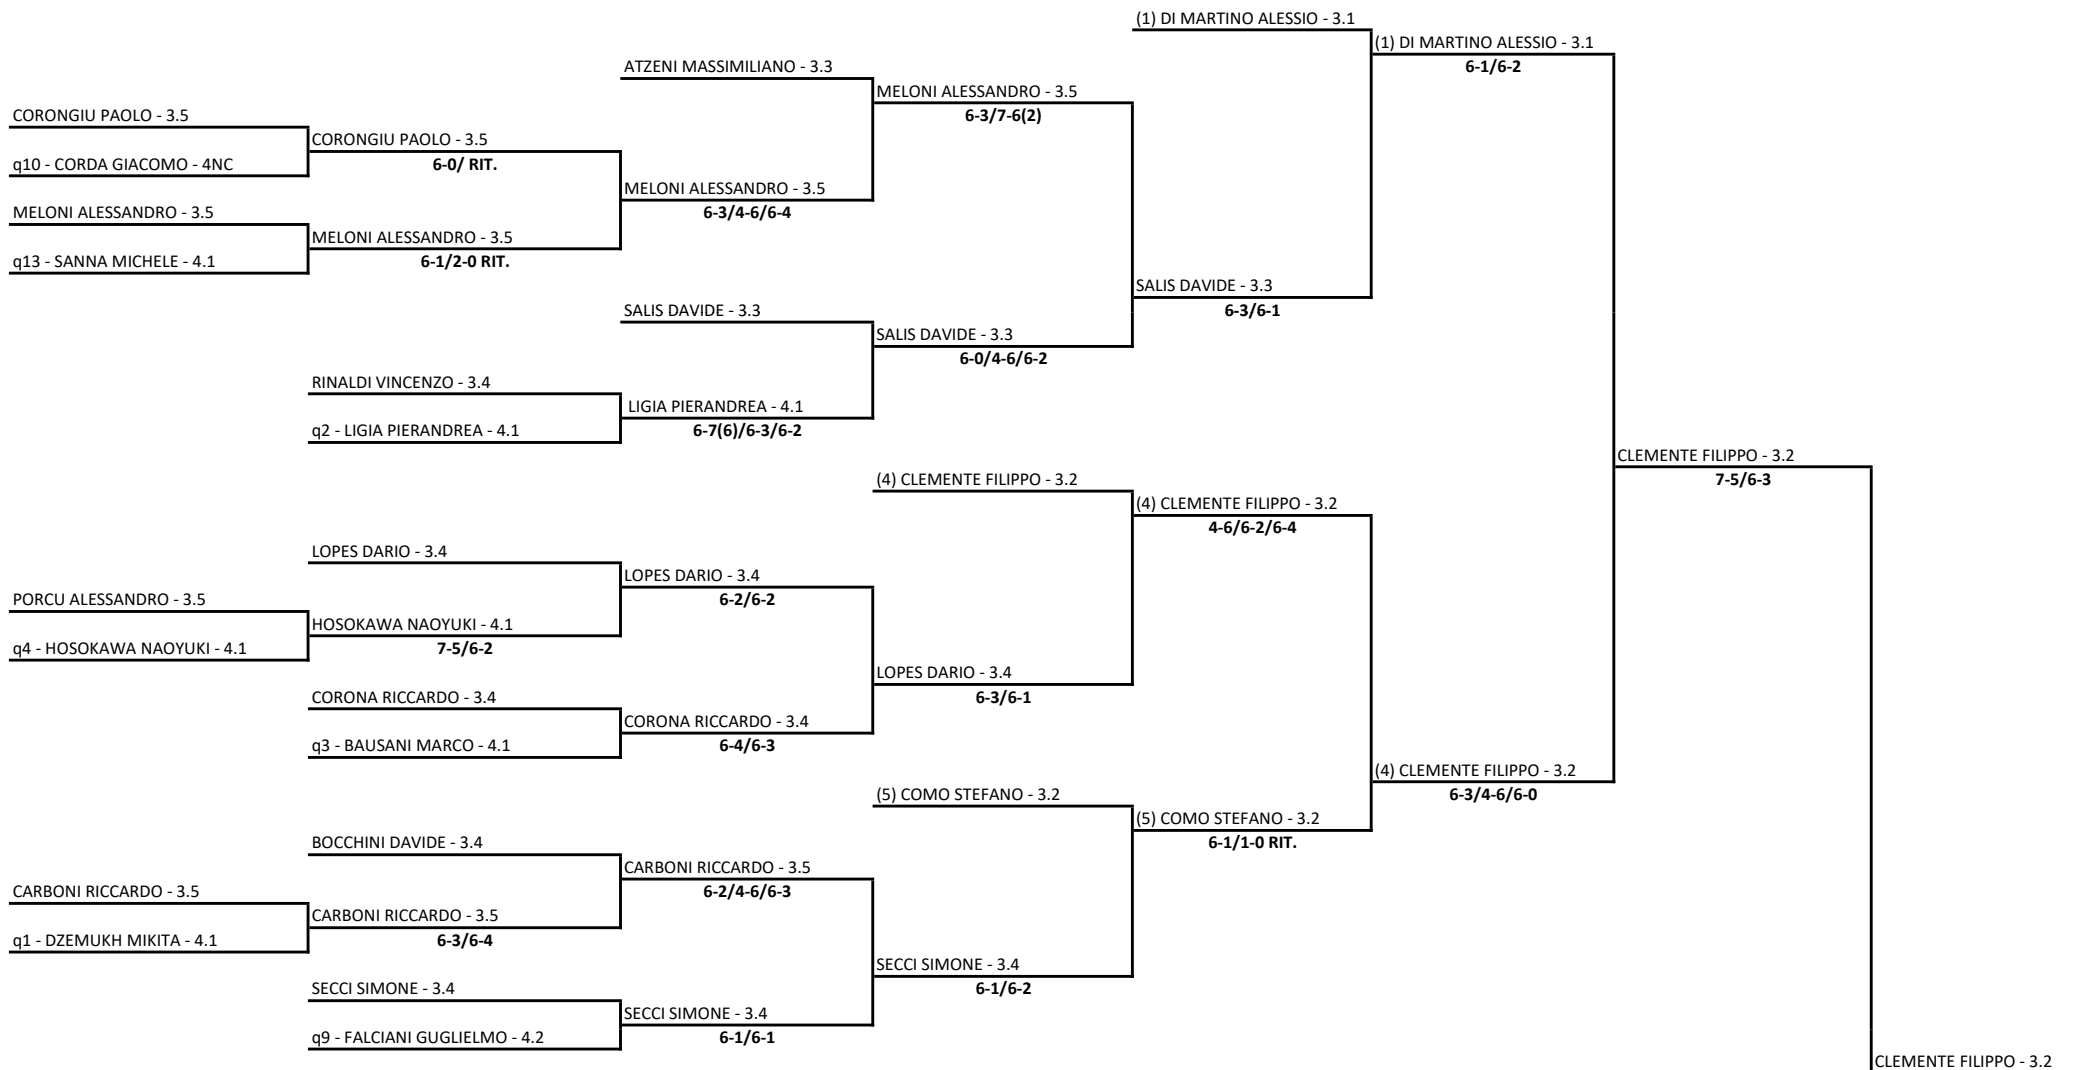 (1) DI MARTINO ALESSIO - 3.1
(1) DI MARTINO ALESSIO - 3.1
6-1/6-2
ATZENI MASSIMILIANO - 3.3
MELONI ALESSANDRO - 3.5
6-3/7-6(2)
CORONGIU PAOLO - 3.5
CORONGIU PAOLO - 3.5
6-0/ RIT.
q10 - CORDA GIACOMO - 4NC
MELONI ALESSANDRO - 3.5
6-3/4-6/6-4
MELONI ALESSANDRO - 3.5
MELONI ALESSANDRO - 3.5
6-1/2-0 RIT.
q13 - SANNA MICHELE - 4.1
SALIS DAVIDE - 3.3
6-3/6-1
SALIS DAVIDE - 3.3
SALIS DAVIDE - 3.3
6-0/4-6/6-2
RINALDI VINCENZO - 3.4
LIGIA PIERANDREA - 4.1
6-7(6)/6-3/6-2
q2 - LIGIA PIERANDREA - 4.1
CLEMENTE FILIPPO - 3.2
7-5/6-3
(4) CLEMENTE FILIPPO - 3.2
(4) CLEMENTE FILIPPO - 3.2
4-6/6-2/6-4
LOPES DARIO - 3.4
LOPES DARIO - 3.4
6-2/6-2
PORCU ALESSANDRO - 3.5
HOSOKAWA NAOYUKI - 4.1
7-5/6-2
q4 - HOSOKAWA NAOYUKI - 4.1
LOPES DARIO - 3.4
6-3/6-1
CORONA RICCARDO - 3.4
CORONA RICCARDO - 3.4
6-4/6-3
q3 - BAUSANI MARCO - 4.1
(4) CLEMENTE FILIPPO - 3.2
6-3/4-6/6-0
(5) COMO STEFANO - 3.2
(5) COMO STEFANO - 3.2
6-1/1-0 RIT.
BOCCHINI DAVIDE - 3.4
CARBONI RICCARDO - 3.5
6-2/4-6/6-3
CARBONI RICCARDO - 3.5
CARBONI RICCARDO - 3.5
6-3/6-4
q1 - DZEMUKH MIKITA - 4.1
SECCI SIMONE - 3.4
6-1/6-2
SECCI SIMONE - 3.4
SECCI SIMONE - 3.4
6-1/6-1
q9 - FALCIANI GUGLIELMO - 4.2
CLEMENTE FILIPPO - 3.2